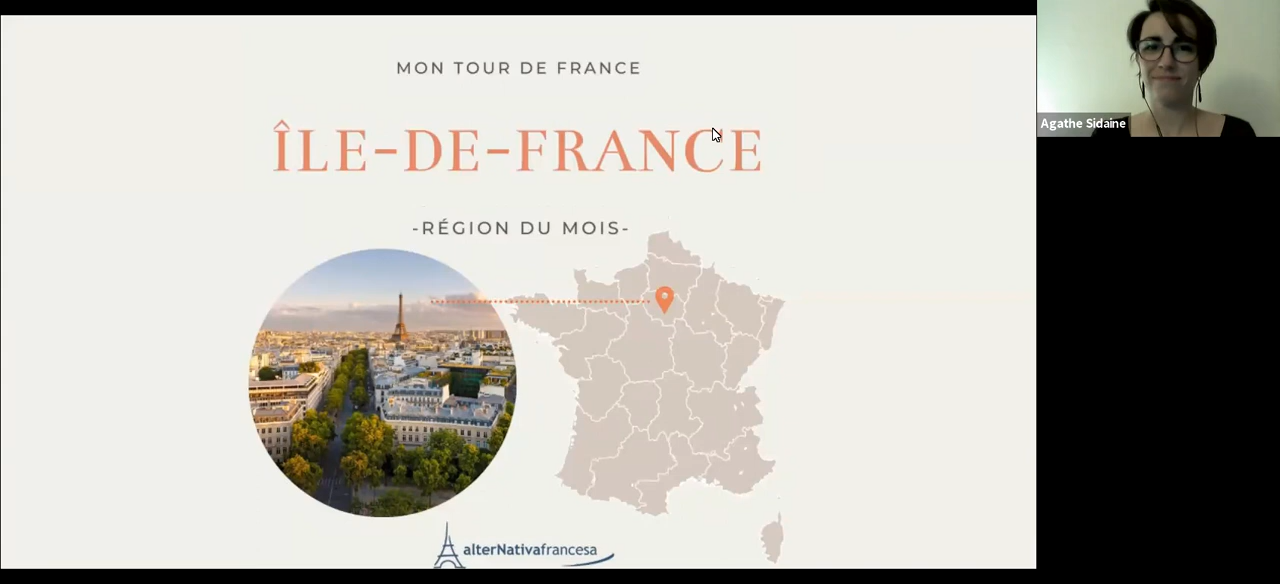 MON TOUR DE FRANCE
ÎLE-DE-FRANCE
-RÉGION DU MOIS-
alterNativafrancesa
Agathe Sidaine